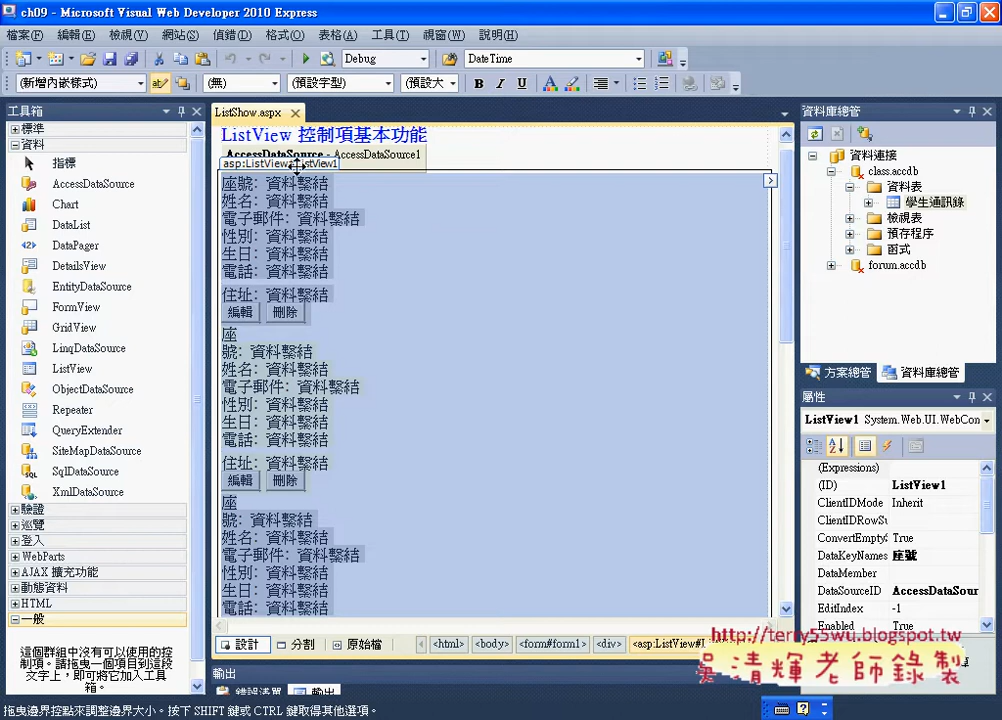 ch09 - Microsoft Visual Web Developer 2010 Express
檔案(F) 編輯(E) 檢視(V) 網站(S) 偵錯(D) 格式(O) 表格(A) 工具(T) 視窗(W) 說明(H)
Debug DateTime
(新增內嵌樣式) (無) (預設字型) (預設大 B I U A
工具箱
標準
資料
指標
AccessDataSource
Chart
DataList
DataPager
DetailsView
EntityDataSource
FormView
GridView
LinqDataSource
ListView
ObjectDataSource
Repeater
QueryExtender
SiteMapDataSource
SqlDataSource
XmlDataSource
驗證
巡覽
登入
WebParts
AJAX 擴充功能
動態資料
HTML
一般
這個群組中沒有可以使用的控
制項。請拖曳一個項目到這段
文字上，即可將它加入工具
箱。
ListShow.aspx
ListView 控制項基本功能
AccessDataSource - AccessDataSource1
座號: 資料繫結
姓名: 資料繫結
電子郵件: 資料繫結
性別: 資料繫結
生日: 資料繫結
電話: 資料繫結
住址: 資料繫結
編輯 刪除
座
號: 資料繫結
姓名: 資料繫結
電子郵件: 資料繫結
性別: 資料繫結
生日: 資料繫結
電話: 資料繫結
住址: 資料繫結
編輯 刪除
座
號: 資料繫結
姓名: 資料繫結
電子郵件: 資料繫結
性別: 資料繫結
生日: 資料繫結
電話: 資料繫結
設計 分割 原始檔 <html> <body> <form#form1> <div>
輸出
輸出
資料庫總管
資料連接
class.accdb
資料表
學生通訊錄
檢視表
預存程序
函式
forum.accdb
方案總管 資料庫總管
屬性
ListView1 System.Web.UI.WebCon
(Expressions)
(ID) ListView1
ClientIDMode Inherit
ClientIDRowSu
ConvertEmptyS True
DataKeyNames 座號
DataMember
DataSourceID AccessDataSour
EditIndex -1
Enabled True
http://terry55wu.blogspot.tw
吳清輝老師錄製
拖曳邊界控點來調整邊界大小。按下 SHIFT 鍵或 CTRL 鍵取得其他選項。